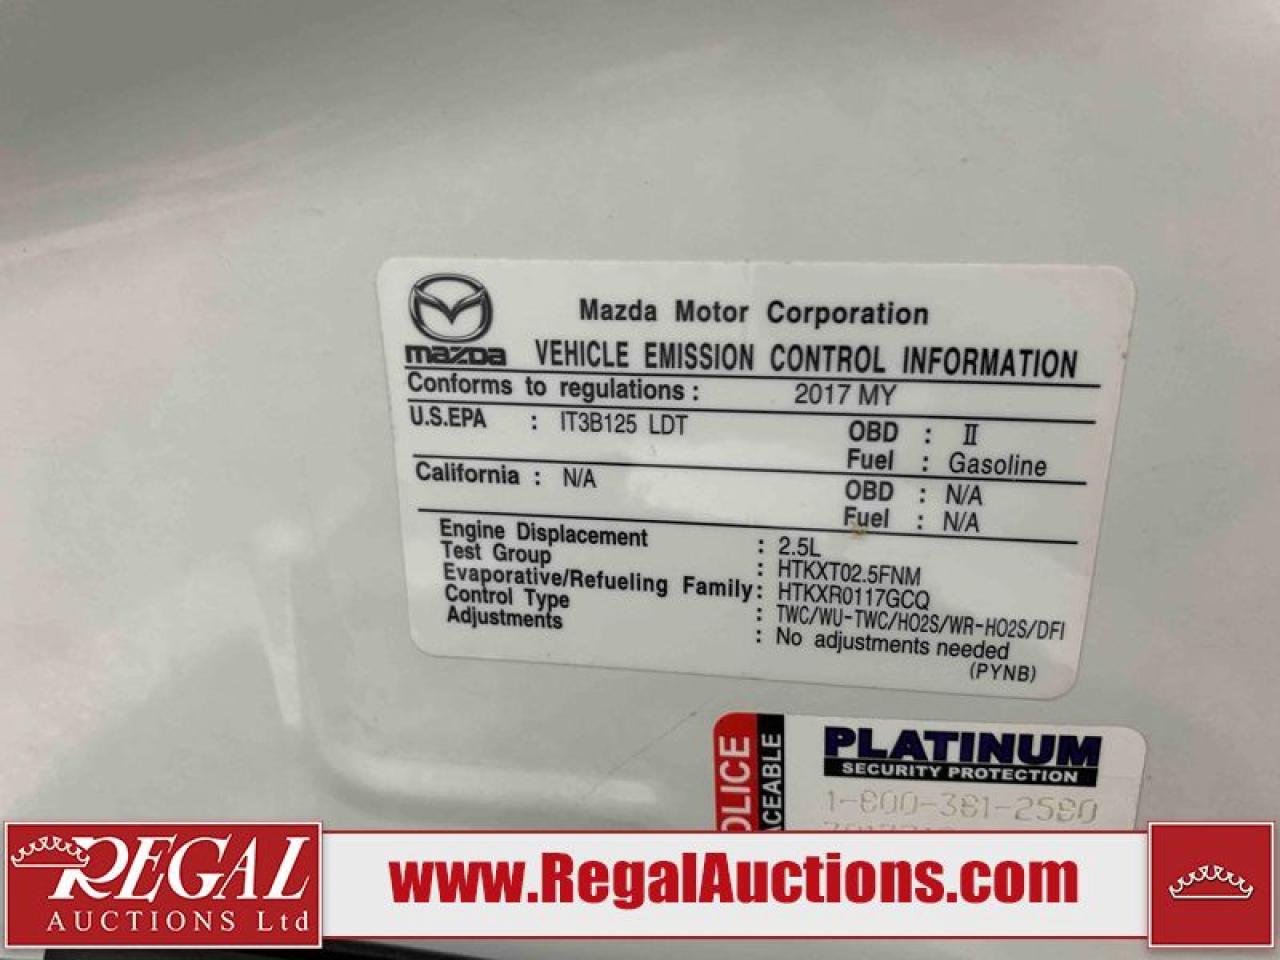 mazda
Mazda Motor Corporation
VEHICLE EMISSION CONTROL INFORMATION
Conforms to regulations : 2017 MY
U.S.EPA : IT3B125 LDT
OBD : II
Fuel : Gasoline
California : N/A
OBD : N/A
Fuel : N/A
Engine Displacement : 2.5L
Test Group : HTKXT02.5FNM
Evaporative/Refueling Family : HTKXR0117GCQ
Control Type : TWC/WU-TWC/HO2S/WR-HO2S/DFI
Adjustments : No adjustments needed
(PYNB)
PLATINUM
SECURITY PROTECTION
1-800-381-2580
REGAL
AUCTIONS Ltd
www.RegalAuctions.com